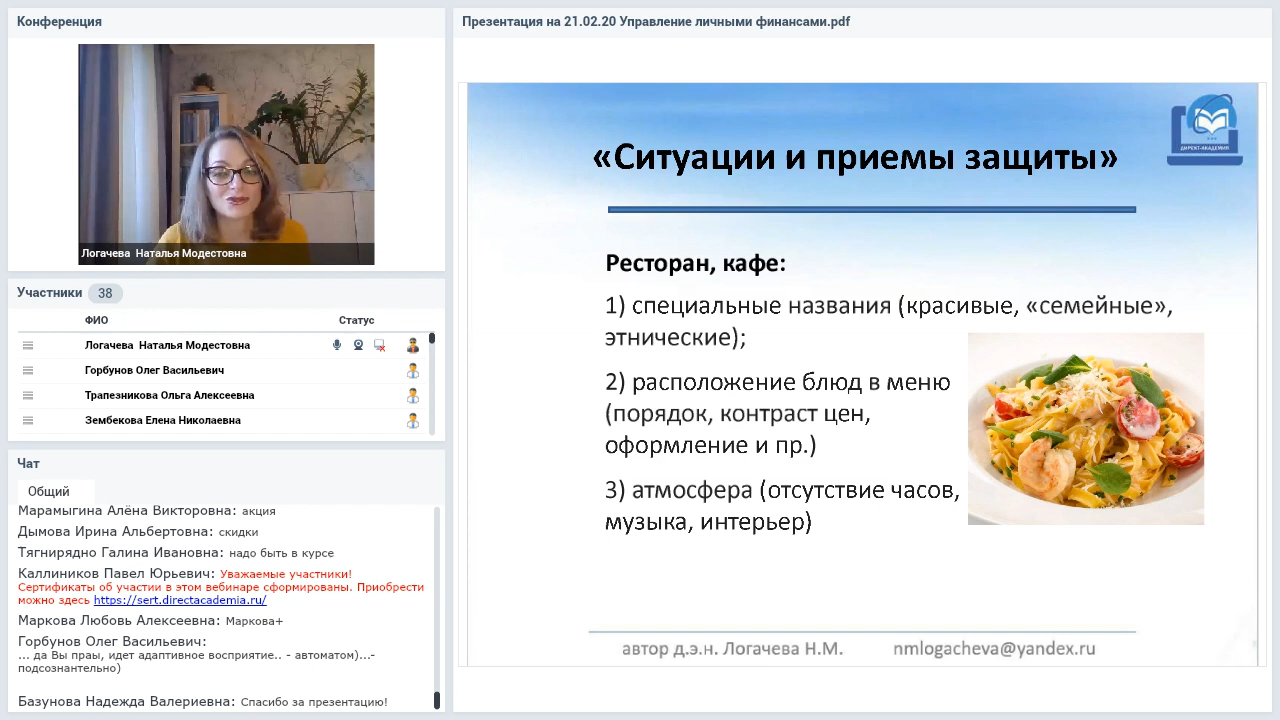 Конференция
Логачева Наталья Модестовна
Участники 38
ФИО Статус
Логачева Наталья Модестовна
Горбунов Олег Васильевич
Трапезникова Ольга Алексеевна
Зембекова Елена Николаевна
Чат
Общий
Марамыгина Алёна Викторовна: акция
Дымова Ирина Альбертовна: скидки
Тягнирядно Галина Ивановна: надо быть в курсе
Каллиников Павел Юрьевич: Уважаемые участники!
Сертификаты об участии в этом вебинаре сформированы. Приобрести
можно здесь https://sert.directacademia.ru/
Маркова Любовь Алексеевна: Маркова+
Горбунов Олег Васильевич:
... да Вы праы, идет адаптивное восприятие.. - автоматом)...-
подсознательно)
Базунова Надежда Валериевна: Спасибо за презентацию!
Презентация на 21.02.20 Управление личными финансами.pdf
ДИРЕКТ-АКАДЕМИЯ
«Ситуации и приемы защиты»
Ресторан, кафе:
1) специальные названия (красивые, «семейные»,
этнические);
2) расположение блюд в меню
(порядок, контраст цен,
оформление и пр.)
3) атмосфера (отсутствие часов,
музыка, интерьер)
автор д.э.н. Логачева Н.М. nmlogacheva@yandex.ru